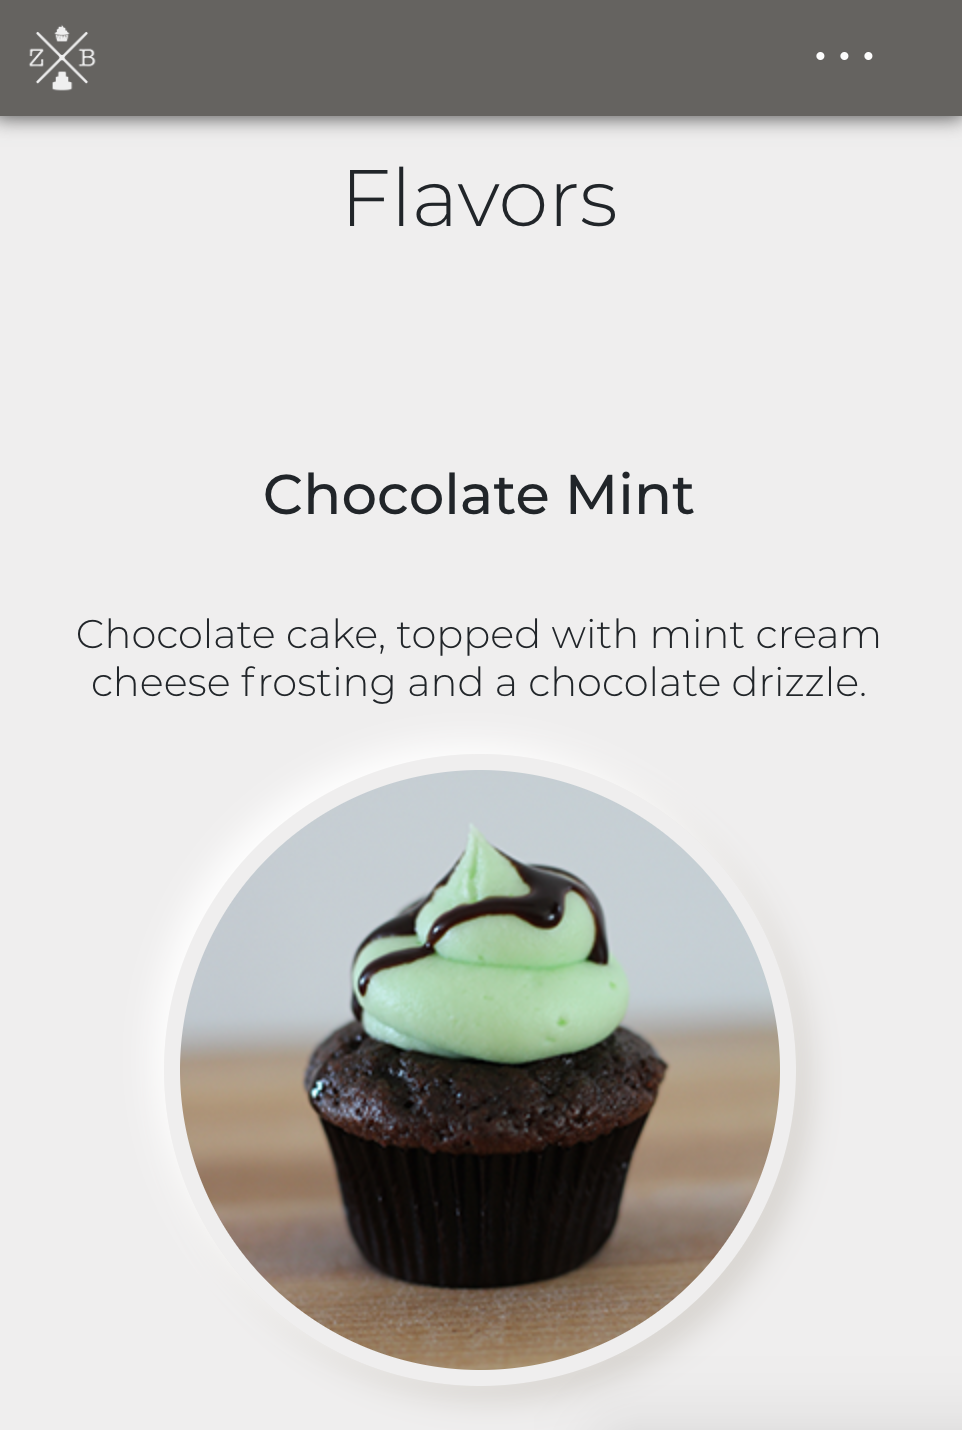 Z B
Flavors
Chocolate Mint
Chocolate cake, topped with mint cream
cheese frosting and a chocolate drizzle.